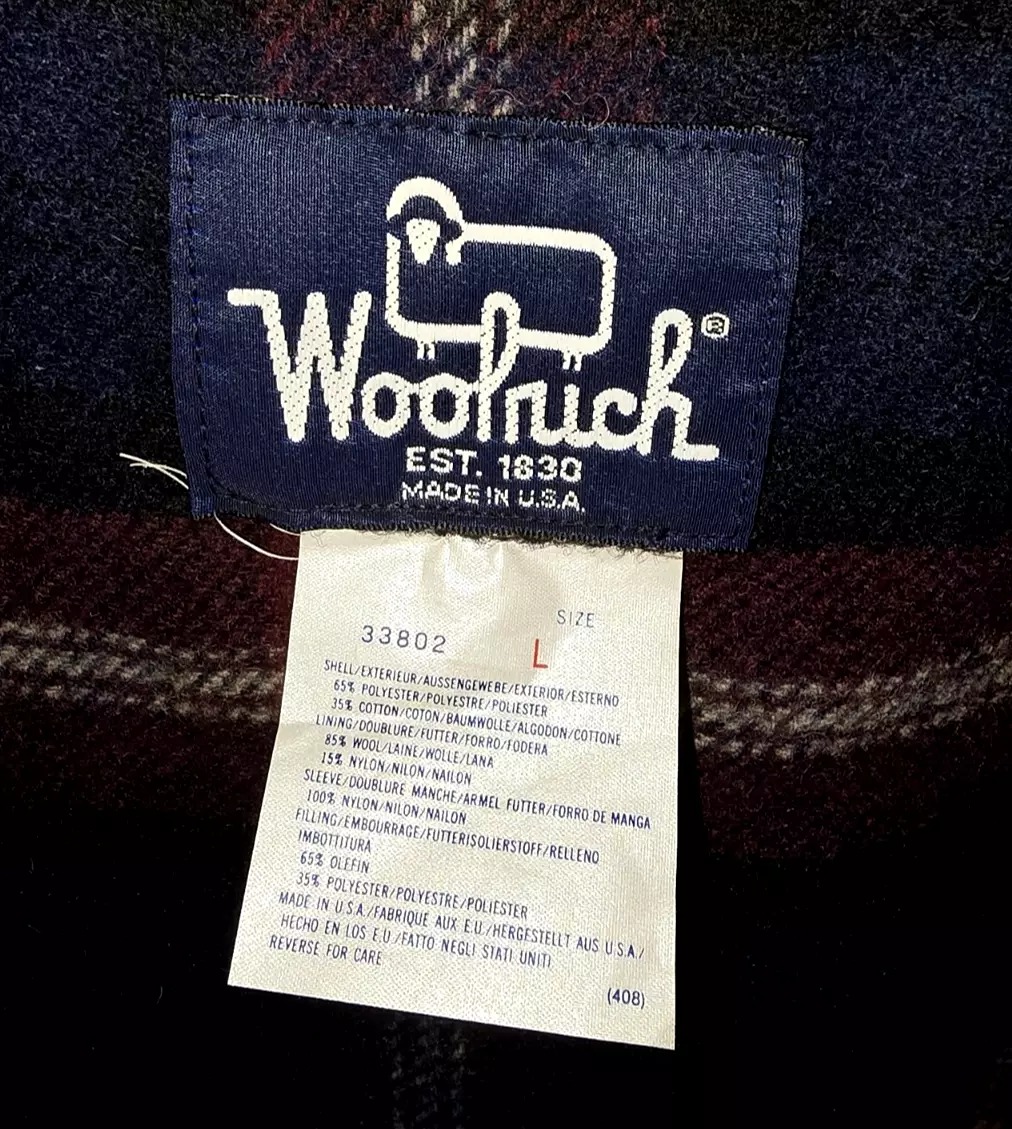 Woolrich®
EST. 1830
MADE IN U.S.A.
SIZE
33802 L
SHELL/EXTERIEUR/AUSSENGEWEBE/EXTERIOR/ESTERNO
65% POLYESTER/POLYESTRE/POLIESTER
35% COTTON/COTON/BAUMWOLLE/ALGODON/COTTONE
LINING/DOUBLURE/FUTTER/FORRO/FODERA
85% WOOL/LAINE/WOLLE/LANA
15% NYLON/NILON/NAILON
SLEEVE/DOUBLURE MANCHE/ARMEL FUTTER/FORRO DE MANGA
100% NYLON/NILON/NAILON
FILLING/EMBOURRAGE/FUTTERISOLIERSTOFF/RELLENO
IMBOTTITURA
65% OLEFIN
35% POLYESTER/POLYESTRE/POLIESTER
MADE IN U.S.A./FABRIQUE AUX E.U./HERGESTELLT AUS U.S.A./
HECHO EN LOS E.U./FATTO NEGLI STATI UNITI
REVERSE FOR CARE
(408)